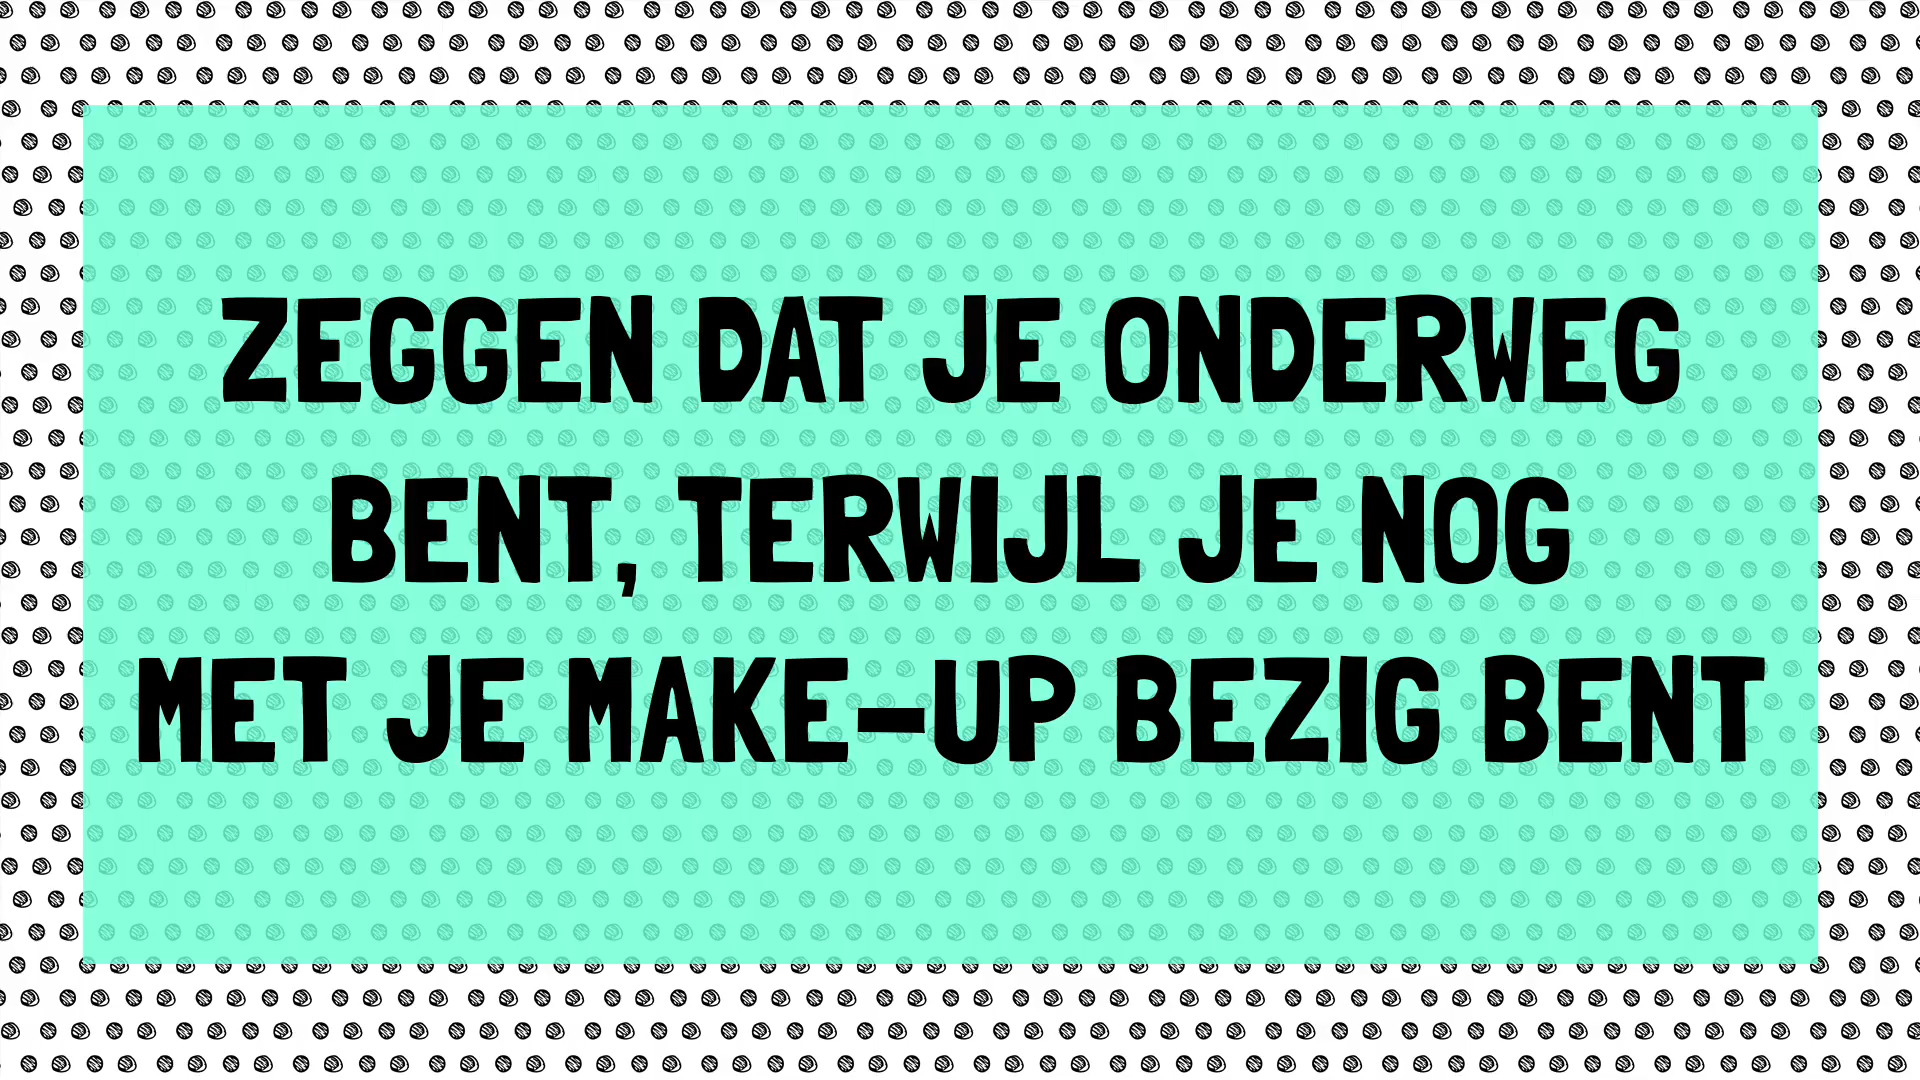 ZEGGEN DAT JE ONDERWEG
BENT, TERWIJL JE NOG
MET JE MAKE-UP BEZIG BENT